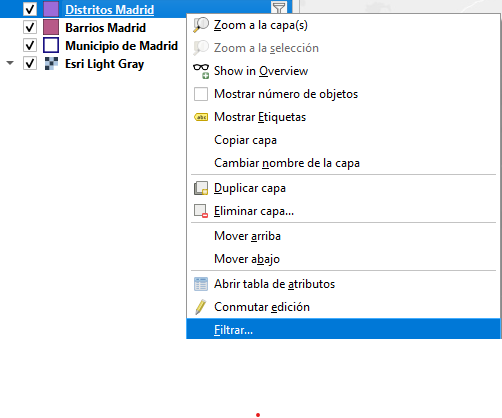 Distritos Madrid
Barrios Madrid
Municipio de Madrid
Esri Light Gray
Zoom a la capa(s)
Zoom a la selección
Show in Overview
Mostrar número de objetos
abc Mostrar Etiquetas
Copiar capa
Cambiar nombre de la capa
Duplicar capa
Eliminar capa...
Mover arriba
Mover abajo
Abrir tabla de atributos
Conmutar edición
Filtrar...